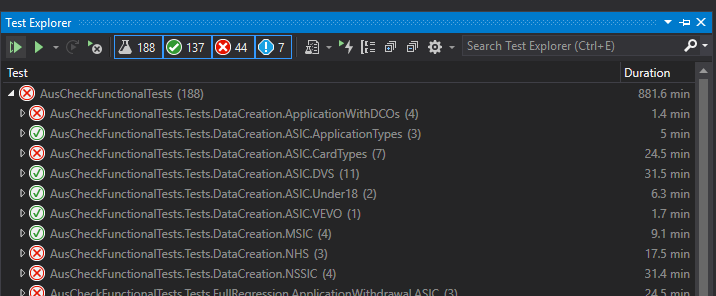 Test Explorer
188 137 44 7 Search Test Explorer (Ctrl+E)
Test Duration
AusCheckFunctionalTests (188) 881.6 min
AusCheckFunctionalTests.Tests.DataCreation.ApplicationWithDCOs (4) 1.4 min
AusCheckFunctionalTests.Tests.DataCreation.ASIC.ApplicationTypes (3) 5 min
AusCheckFunctionalTests.Tests.DataCreation.ASIC.CardTypes (7) 24.5 min
AusCheckFunctionalTests.Tests.DataCreation.ASIC.DVS (11) 31.5 min
AusCheckFunctionalTests.Tests.DataCreation.ASIC.Under18 (2) 6.3 min
AusCheckFunctionalTests.Tests.DataCreation.ASIC.VEVO (1) 1.7 min
AusCheckFunctionalTests.Tests.DataCreation.MSIC (4) 9.1 min
AusCheckFunctionalTests.Tests.DataCreation.NHS (3) 17.5 min
AusCheckFunctionalTests.Tests.DataCreation.NSSIC (4) 31.4 min
AusCheckFunctionalTests.Tests.FullRegression.ApplicationWithdrawal.ASIC (3) 24.5 min